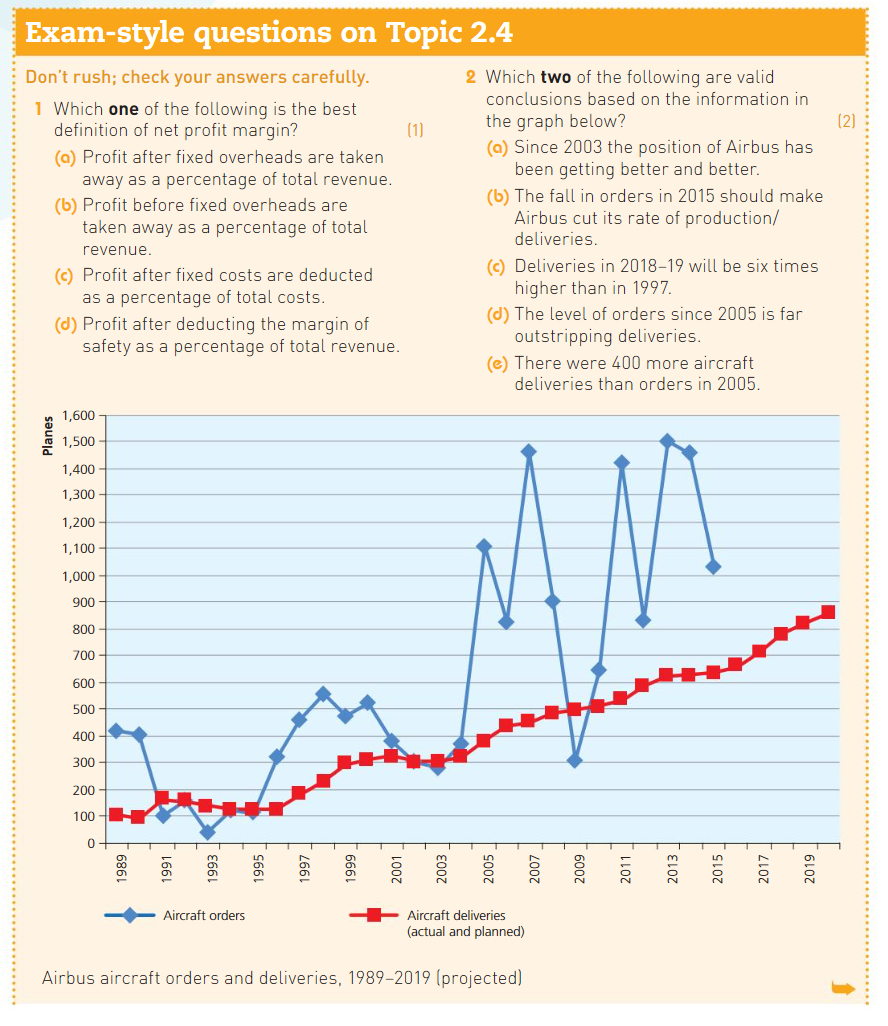 Exam-style questions on Topic 2.4
Don't rush; check your answers carefully.
1 Which one of the following is the best
definition of net profit margin? (1)
(a) Profit after fixed overheads are taken
away as a percentage of total revenue.
(b) Profit before fixed overheads are
taken away as a percentage of total
revenue.
(c) Profit after fixed costs are deducted
as a percentage of total costs.
(d) Profit after deducting the margin of
safety as a percentage of total revenue.
2 Which two of the following are valid
conclusions based on the information in
the graph below? (2)
(a) Since 2003 the position of Airbus has
been getting better and better.
(b) The fall in orders in 2015 should make
Airbus cut its rate of production/
deliveries.
(c) Deliveries in 2018–19 will be six times
higher than in 1997.
(d) The level of orders since 2005 is far
outstripping deliveries.
(e) There were 400 more aircraft
deliveries than orders in 2005.
Planes
1,600
1,500
1,400
1,300
1,200
1,100
1,000
900
800
700
600
500
400
300
200
100
0
1989
1991
1993
1995
1997
1999
2001
2003
2005
2007
2009
2011
2013
2015
2017
2019
Aircraft orders
Aircraft deliveries
(actual and planned)
Airbus aircraft orders and deliveries, 1989–2019 (projected)